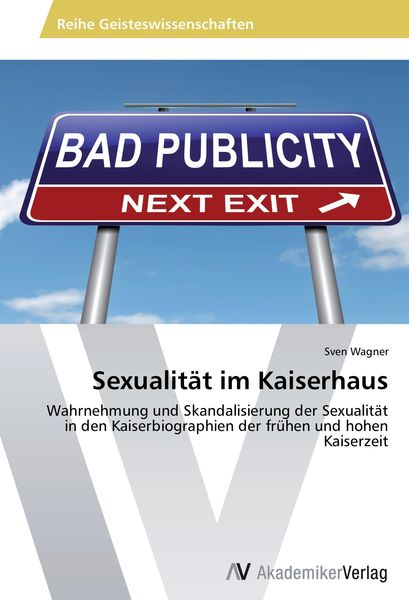 Reihe Geisteswissenschaften
BAD PUBLICITY
NEXT EXIT
Sven Wagner
Sexualität im Kaiserhaus
Wahrnehmung und Skandalisierung der Sexualität
in den Kaiserbiographien der frühen und hohen
Kaiserzeit
AV AkademikerVerlag